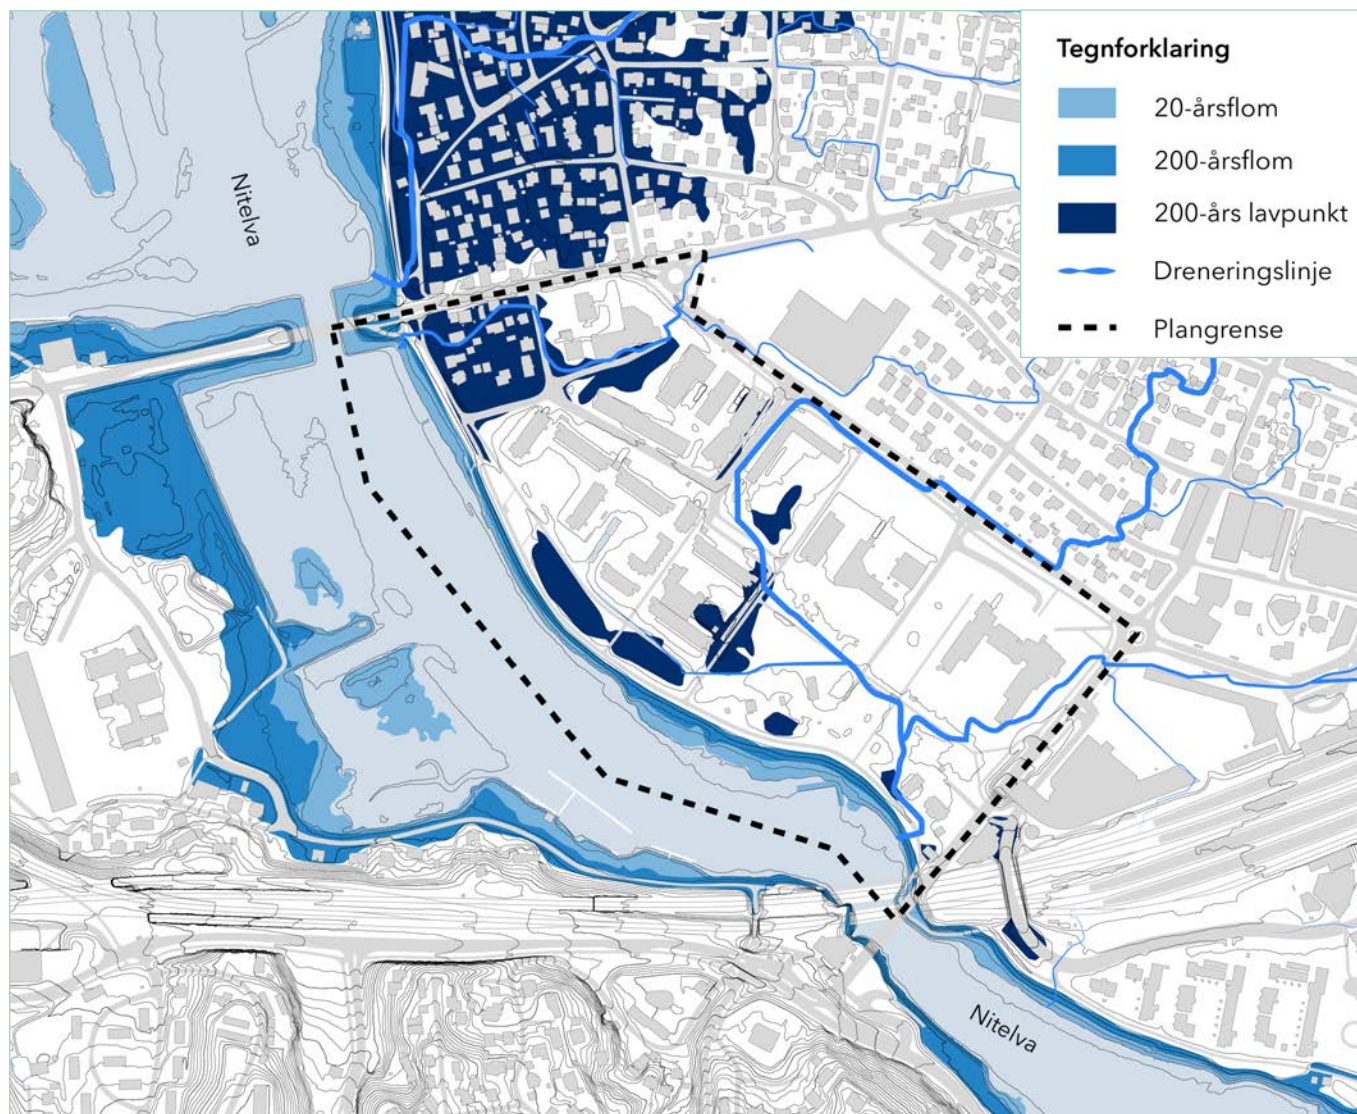 Tegnforklaring
20-årsflom
200-årsflom
200-års lavpunkt
Dreneringslinje
Plangrense
Nitelva
Nitelva